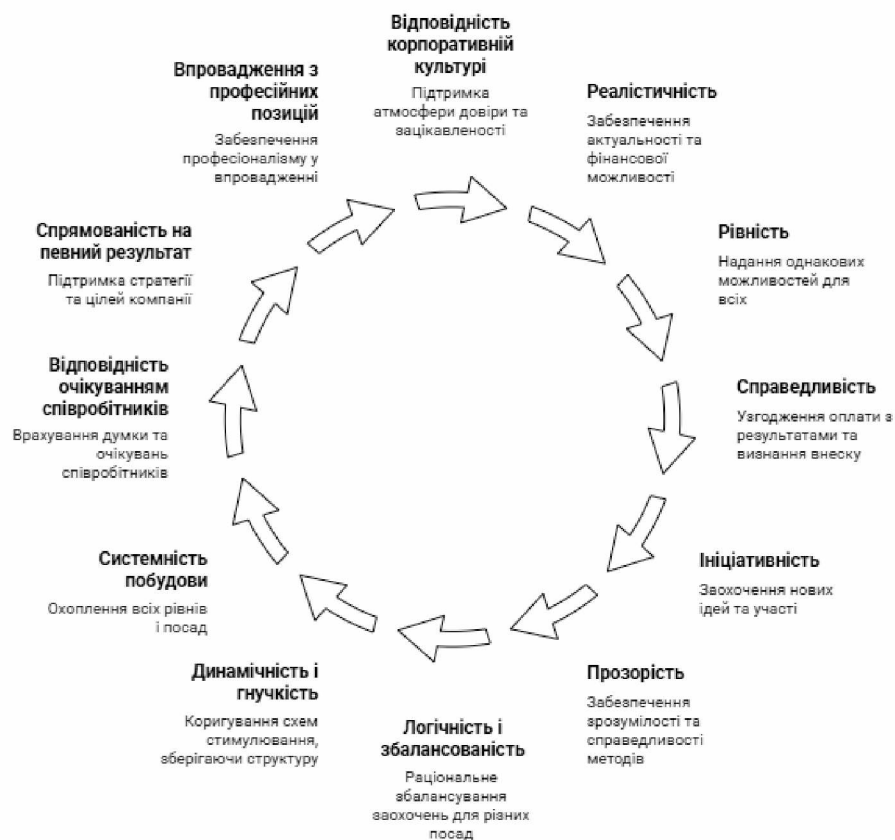 Відповідність
корпоративній
культурі
Підтримка
атмосфери довіри та
зацікавленості
Реалістичність
Забезпечення
актуальності та
фінансової
можливості
Рівність
Надання однакових
можливостей для
всіх
Справедливість
Узгодження оплати з
результатами та
визнання внеску
Ініціативність
Заохочення нових
ідей та участі
Прозорість
Забезпечення
зрозумілості та
справедливості
методів
Логічність і
збалансованість
Раціональне
збалансування
заохочень для різних
посад
Динамічність і
гнучкість
Коригування схем
стимулювання,
зберігаючи структуру
Системність
побудови
Охоплення всіх рівнів
і посад
Відповідність
очікуванням
співробітників
Врахування думки та
очікувань
співробітників
Спрямованість на
певний результат
Підтримка стратегії
та цілей компанії
Впровадження з
професійних
позицій
Забезпечення
професіоналізму у
впровадженні